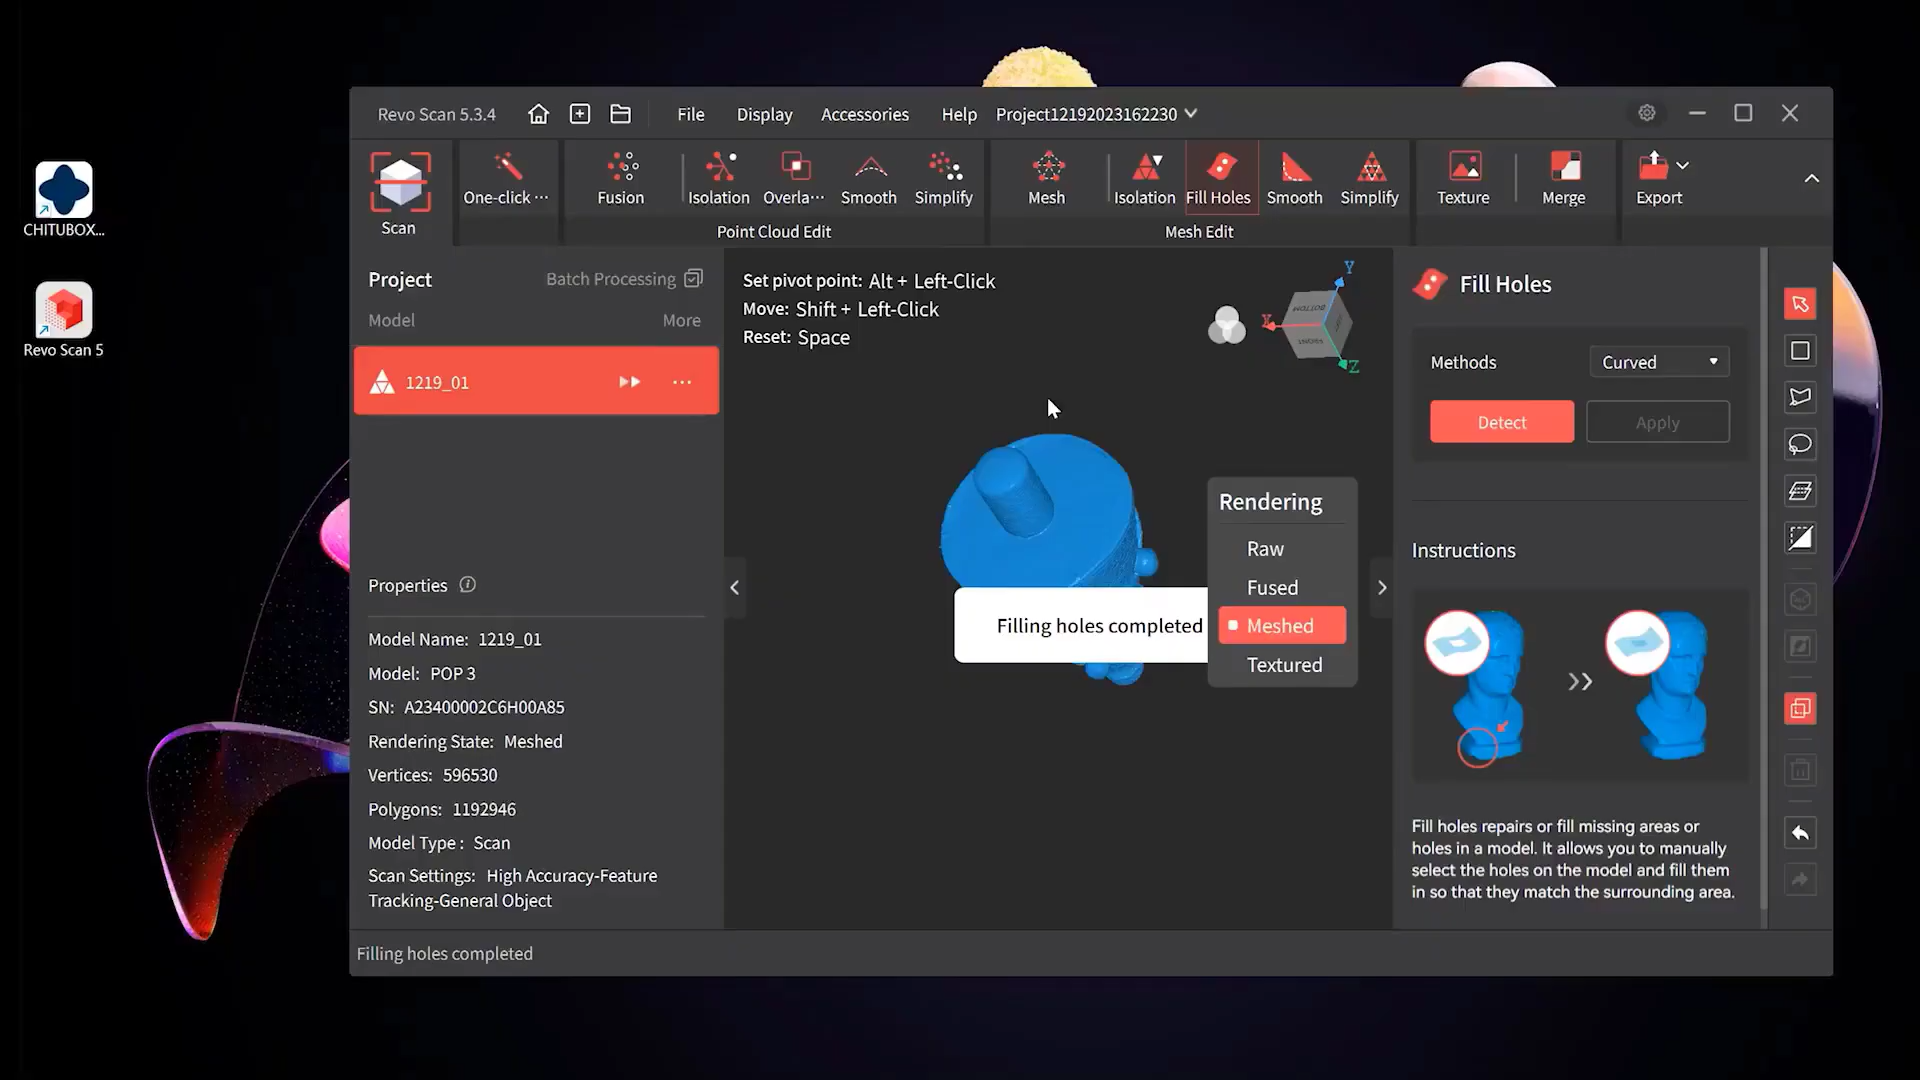 CHITUBOX...
Revo Scan 5
Revo Scan 5.3.4
File
Display
Accessories
Help
Project12192023162230
Scan
One-click ···
Fusion
Isolation
Overla···
Smooth
Simplify
Point Cloud Edit
Mesh
Isolation
Fill Holes
Smooth
Simplify
Mesh Edit
Texture
Merge
Export
Project
Batch Processing
Model
More
1219_01
···
Properties
Model Name: 1219_01
Model: POP 3
SN: A23400002C6H00A85
Rendering State: Meshed
Vertices: 596530
Polygons: 1192946
Model Type : Scan
Scan Settings: High Accuracy-Feature
Tracking-General Object
Set pivot point: Alt + Left-Click
Move: Shift + Left-Click
Reset: Space
Y
X
Z
BOTTOM
FRONT
Filling holes completed
Rendering
Raw
Fused
Meshed
Textured
Fill Holes
Methods
Curved
Detect
Apply
Instructions
Fill holes repairs or fill missing areas or
holes in a model. It allows you to manually
select the holes on the model and fill them
in so that they match the surrounding area.
Filling holes completed